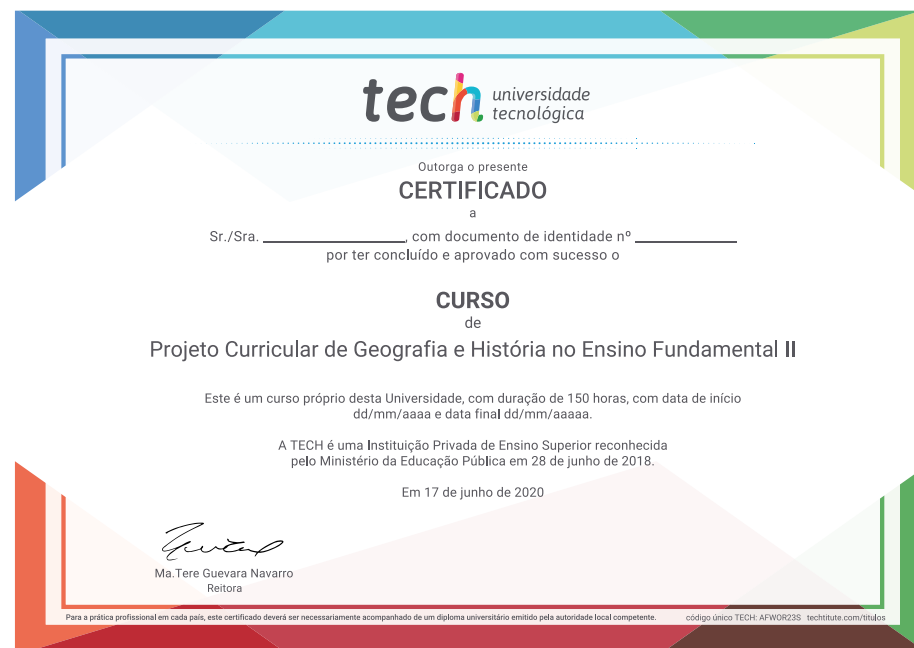 tech universidade
tecnológica
Outorga o presente
CERTIFICADO
a
Sr./Sra. ____________________, com documento de identidade nº ______________
por ter concluído e aprovado com sucesso o
CURSO
de
Projeto Curricular de Geografia e História no Ensino Fundamental II
Este é um curso próprio desta Universidade, com duração de 150 horas, com data de início
dd/mm/aaaa e data final dd/mm/aaaaa.
A TECH é uma Instituição Privada de Ensino Superior reconhecida
pelo Ministério da Educação Pública em 28 de junho de 2018.
Em 17 de junho de 2020
Ma.Tere Guevara Navarro
Reitora
Para a prática profissional em cada país, este certificado deverá ser necessariamente acompanhado de um diploma universitário emitido pela autoridade local competente. código único TECH: AFWOR23S techtitute.com/titulos